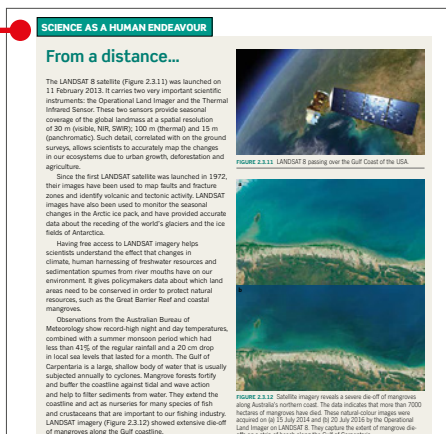 SCIENCE AS A HUMAN ENDEAVOUR
From a distance...
The LANDSAT 8 satellite (Figure 2.3.11) was launched on
11 February 2013. It carries two very important scientific
instruments: the Operational Land Imager and the Thermal
Infrared Sensor. These two sensors provide seasonal
coverage of the global landmass at a spatial resolution
of 30 m (visible, NIR, SWIR); 100 m (thermal) and 15 m
(panchromatic). Such detail, correlated with on the ground
surveys, allows scientists to accurately map the changes
in our ecosystems due to urban growth, deforestation and
agriculture.
Since the first LANDSAT satellite was launched in 1972,
their images have been used to map faults and fracture
zones and identify volcanic and tectonic activity. LANDSAT
images have also been used to monitor the seasonal
changes in the Arctic ice pack, and have provided accurate
data about the receding of the world's glaciers and the ice
fields of Antarctica.
Having free access to LANDSAT imagery helps
scientists understand the effect that changes in
climate, human harnessing of freshwater resources and
sedimentation spumes from river mouths have on our
environment. It gives policymakers data about which land
areas need to be conserved in order to protect natural
resources, such as the Great Barrier Reef and coastal
mangroves.
Observations from the Australian Bureau of
Meteorology show record-high night and day temperatures,
combined with a summer monsoon period which had
less than 41% of the regular rainfall and a 20 cm drop
in local sea levels that lasted for a month. The Gulf of
Carpentaria is a large, shallow body of water that is usually
subjected annually to cyclones. Mangrove forests fortify
and buffer the coastline against tidal and wave action
and help to filter sediments from water. They extend the
coastline and act as nurseries for many species of fish
and crustaceans that are important to our fishing industry.
LANDSAT imagery (Figure 2.3.12) showed extensive die-off
of mangroves along the Gulf coastline.
FIGURE 2.3.11 LANDSAT 8 passing over the Gulf Coast of the USA.
a
b
FIGURE 2.3.12 Satellite imagery reveals a severe die-off of mangroves
along Australia's northern coast. The data indicates that more than 7000
hectares of mangroves have died. These natural-colour images were
acquired on (a) 15 July 2014 and (b) 20 July 2016 by the Operational
Land Imager on LANDSAT 8. They capture the extent of mangrove die-